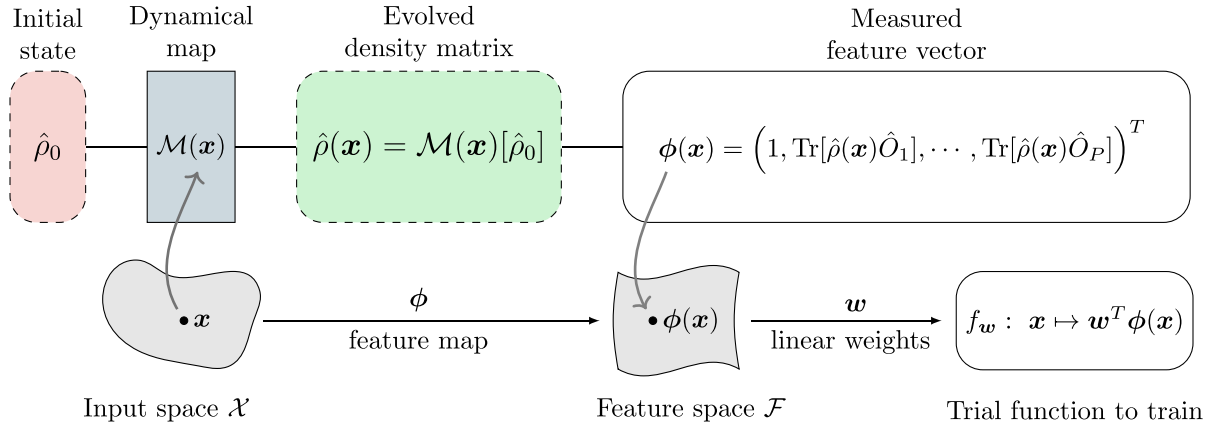 Initial
state
Dynamical
map
Evolved
density matrix
Measured
feature vector
ρ̂₀
ℳ(𝒙)
ρ̂(𝒙) = ℳ(𝒙)[ρ̂₀]
𝝓(𝒙) = (1, Tr[ρ̂(𝒙)Ô₁], ⋯ , Tr[ρ̂(𝒙)Ô_P])^T
𝒙
𝝓
feature map
𝝓(𝒙)
𝒘
linear weights
f_𝒘 : 𝒙 ↦ 𝒘^T 𝝓(𝒙)
Input space 𝒳
Feature space ℱ
Trial function to train